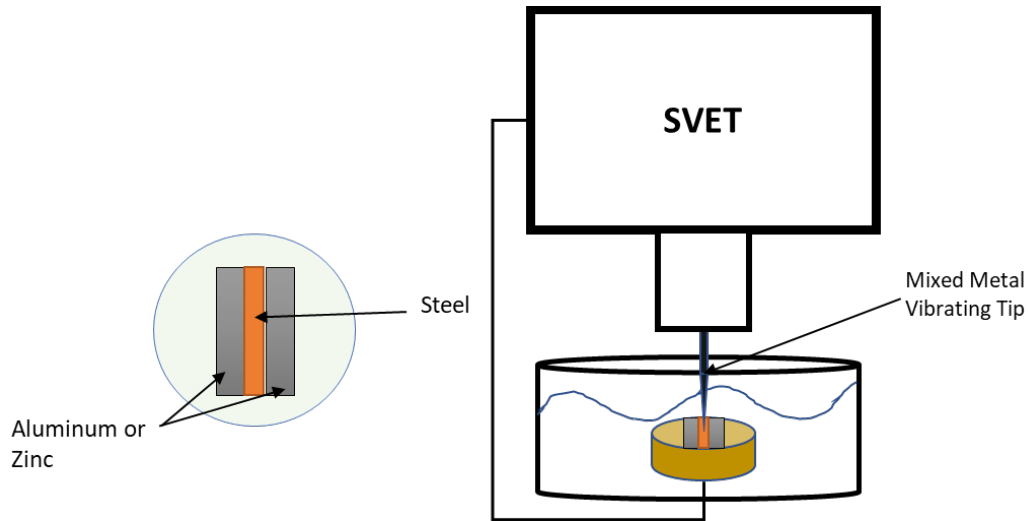 SVET
Mixed Metal
Vibrating Tip
Steel
Aluminum or
Zinc